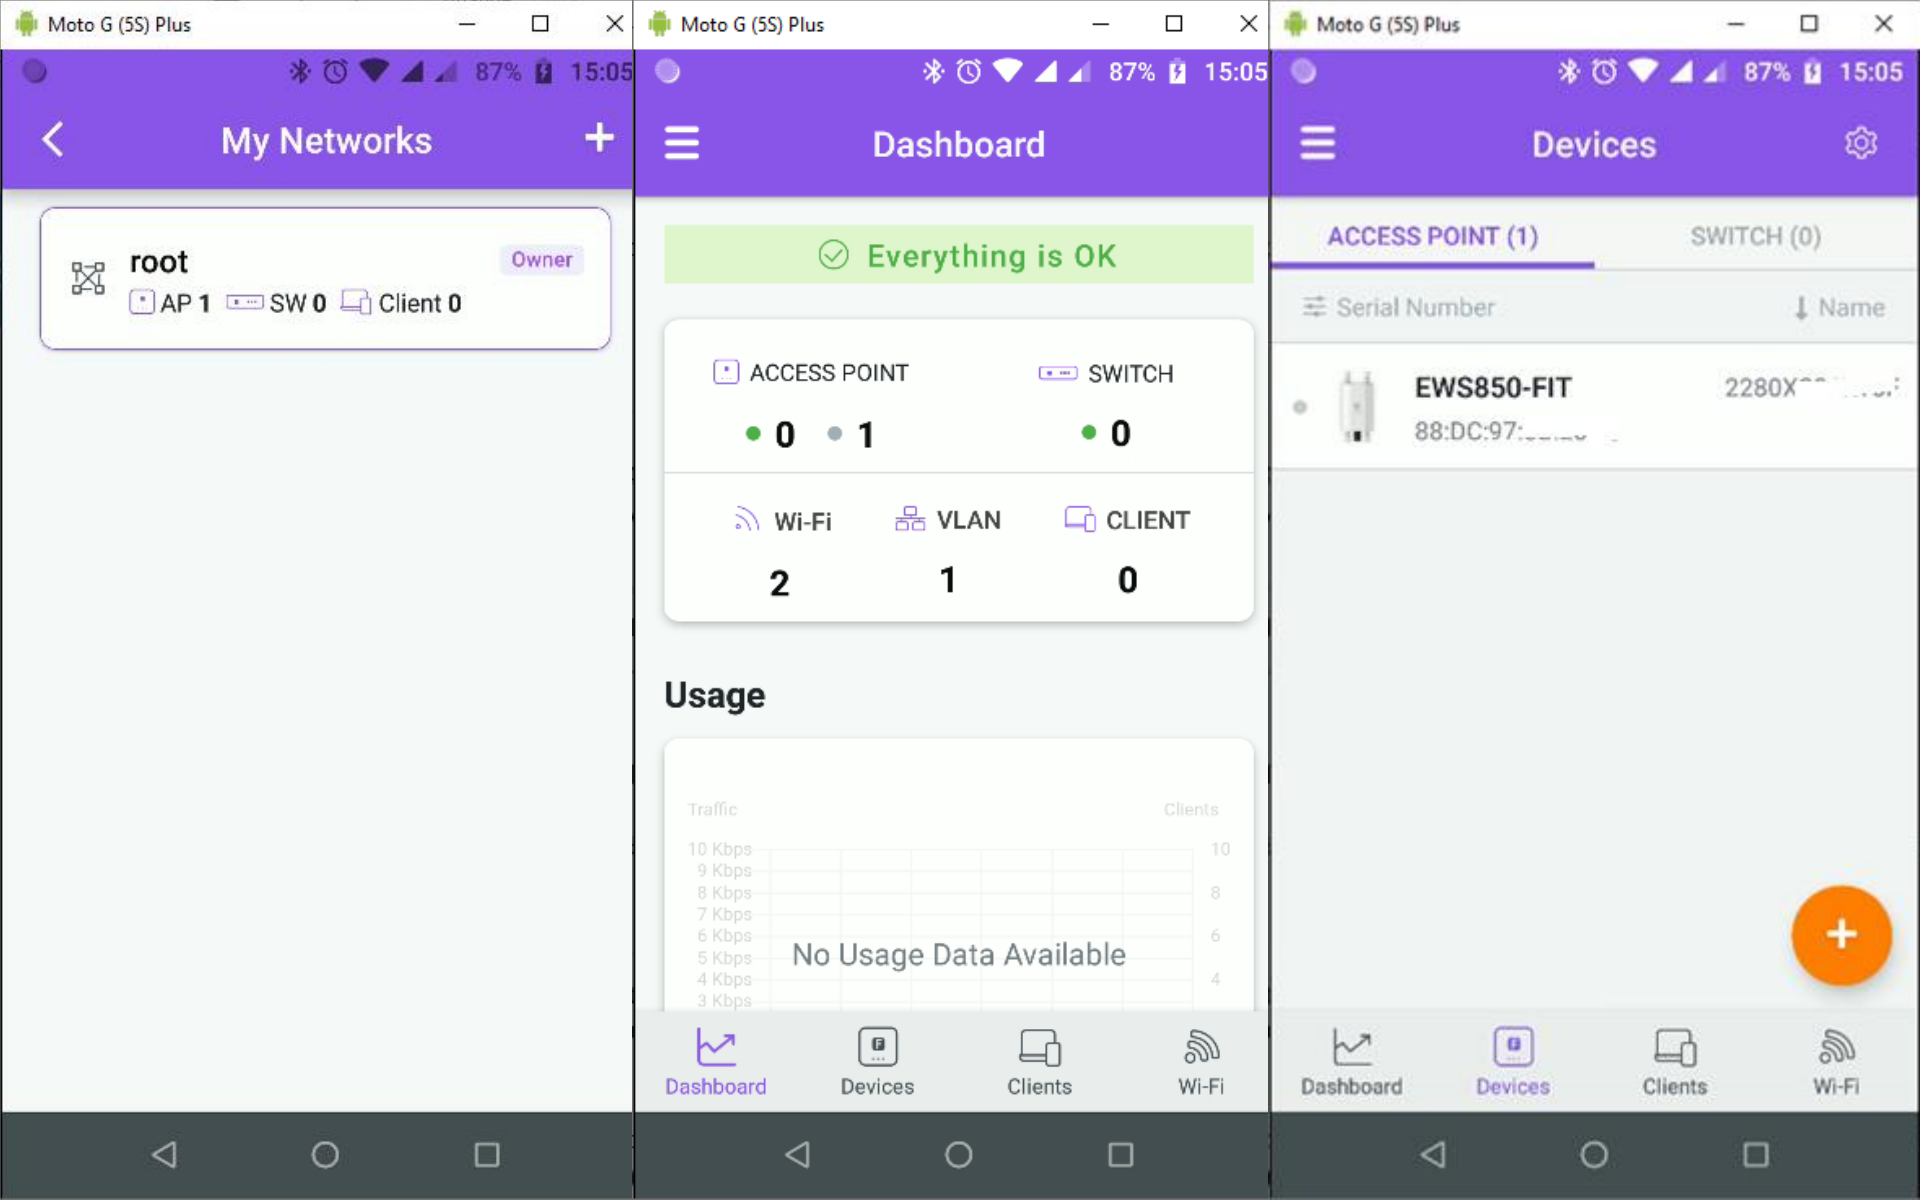 Moto G (5S) Plus
87% 15:05
My Networks
root
Owner
AP 1 SW 0 Client 0
Moto G (5S) Plus
87% 15:05
Dashboard
Everything is OK
ACCESS POINT SWITCH
0 1 0
Wi-Fi VLAN CLIENT
2 1 0
Usage
Traffic Clients
10 Kbps 10
9 Kbps
8 Kbps 8
7 Kbps
6 Kbps 6
5 Kbps
No Usage Data Available
4 Kbps 4
3 Kbps
Dashboard Devices Clients Wi-Fi
Moto G (5S) Plus
87% 15:05
Devices
ACCESS POINT (1) SWITCH (0)
Serial Number Name
EWS850-FIT 2280X
88:DC:97:
Dashboard Devices Clients Wi-Fi